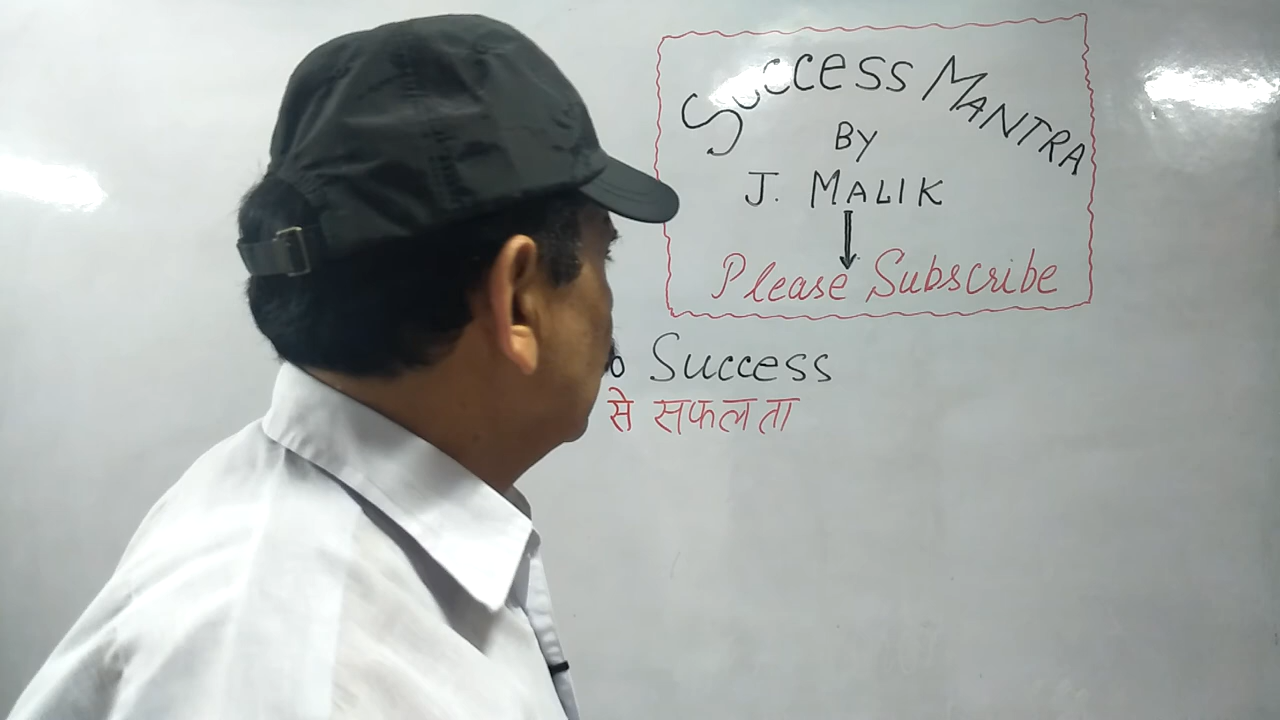 Success Mantra
By
J. Malik
Please Subscribe
Success
से सफलता